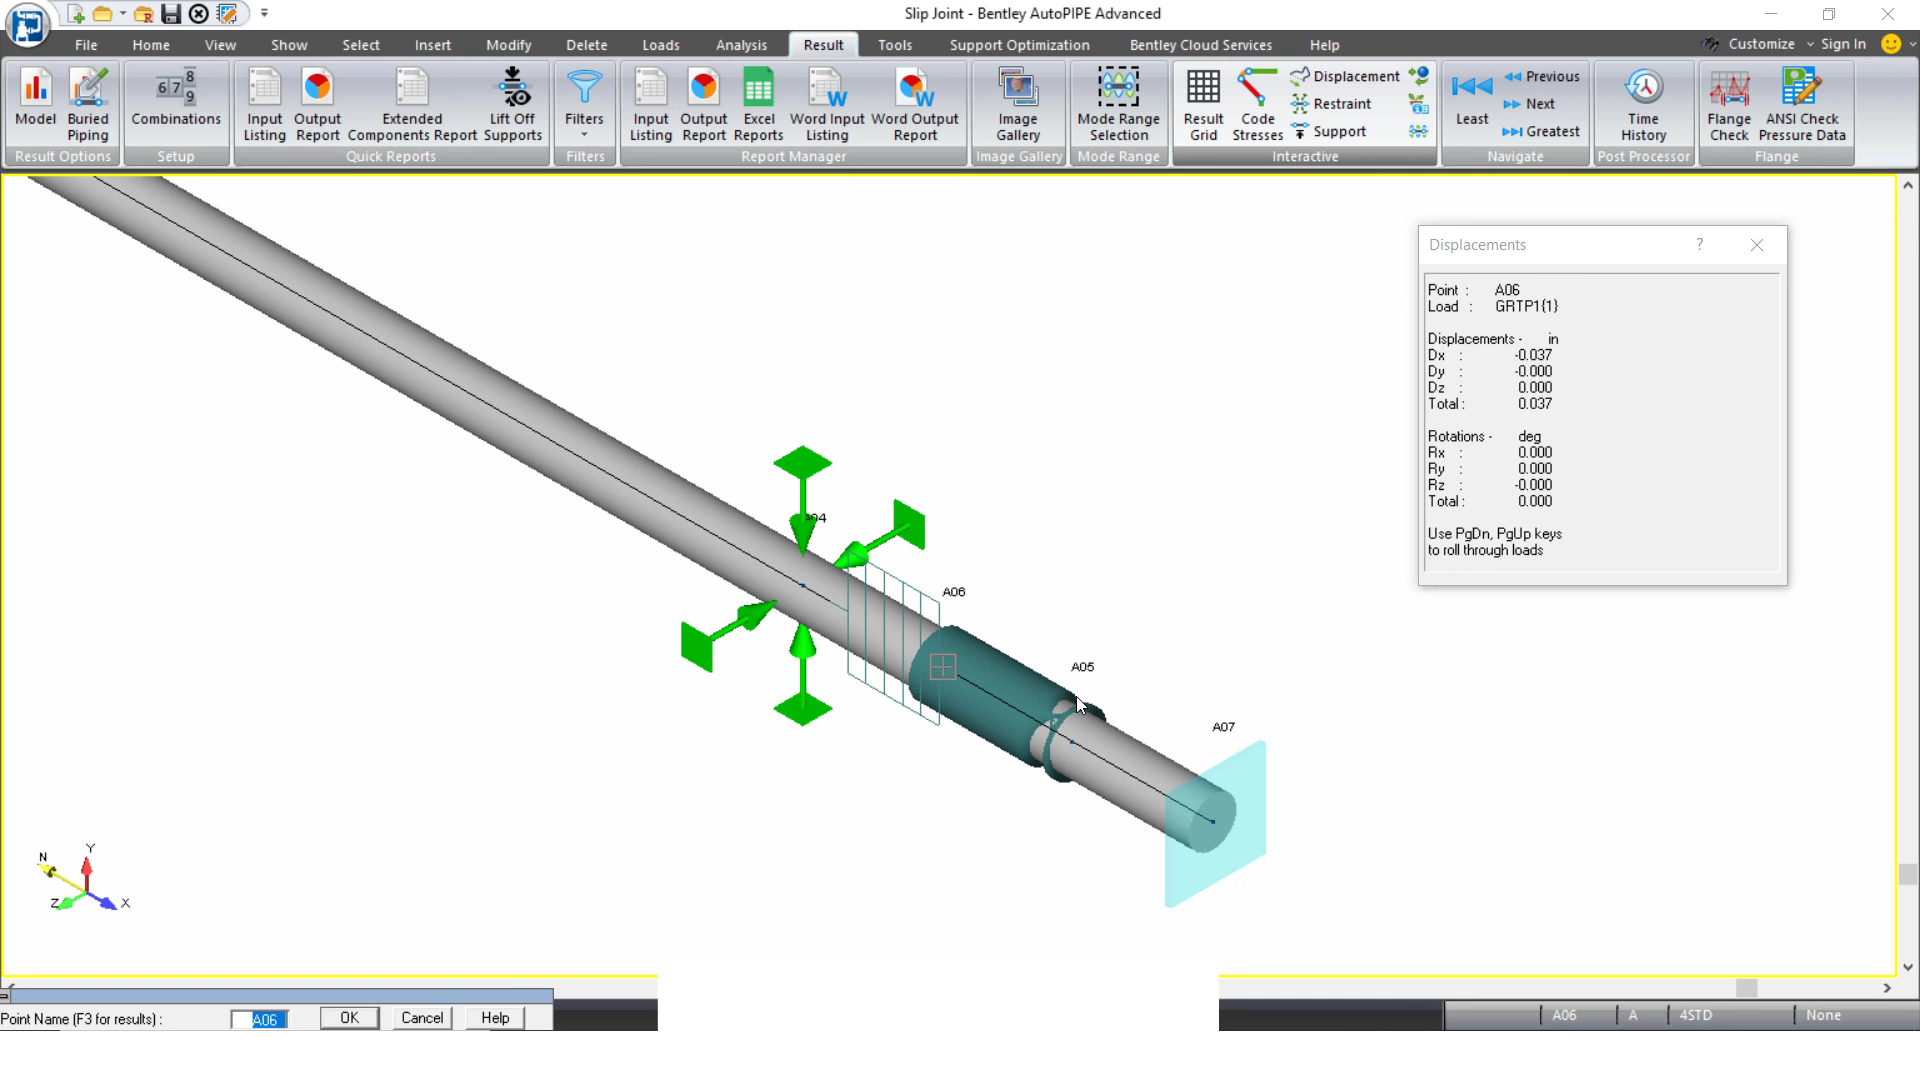 Slip Joint - Bentley AutoPIPE Advanced
File Home View Show Select Insert Modify Delete Loads Analysis Result Tools Support Optimization Bentley Cloud Services Help Customize Sign In
Model
Buried Piping
Result Options
6 7 8 9
Combinations
Setup
Input Listing
Output Report
Extended Components Report
Lift Off Supports
Quick Reports
Filters
Filters
Input Listing
Output Report
Excel Reports
Word Input Listing
Word Output Report
Report Manager
Image Gallery
Image Gallery
Mode Range Selection
Mode Range
Result Grid
Code Stresses
Displacement
Restraint
Support
Interactive
Least
Previous
Next
Greatest
Navigate
Time History
Post Processor
Flange Check
ANSI Check Pressure Data
Flange
Displacements ?
Point : A06
Load : GRTP1{1}
Displacements - in
Dx : -0.037
Dy : -0.000
Dz : 0.000
Total : 0.037
Rotations - deg
Rx : 0.000
Ry : 0.000
Rz : -0.000
Total : 0.000
Use PgDn, PgUp keys
to roll through loads
A06
A05
A07
N
Y
Z
X
Point Name (F3 for results) : A06 OK Cancel Help
A06 A 4STD None